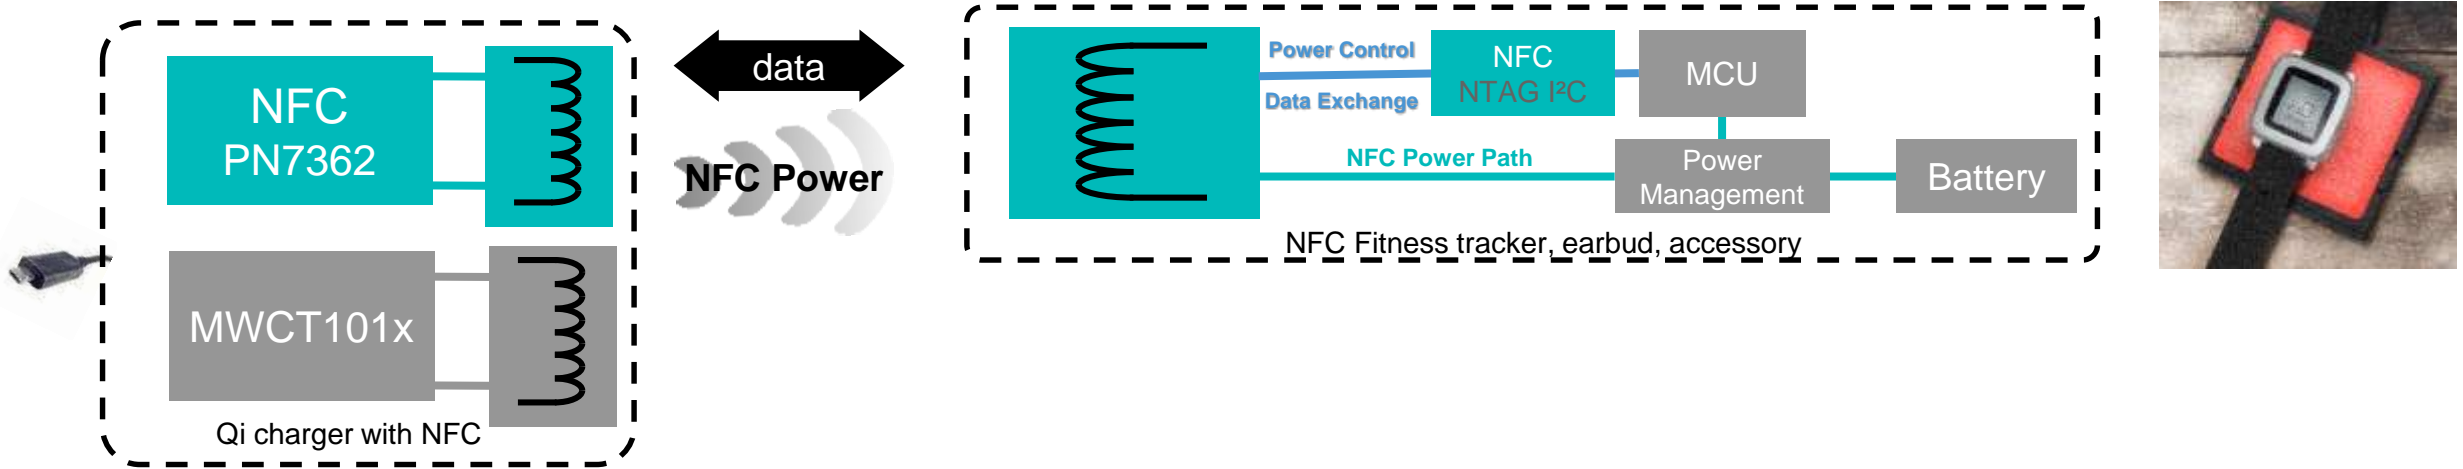 NFC
PN7362
MWCT101x
Qi charger with NFC
data
NFC Power
Power Control
Data Exchange
NFC
NTAG I²C
MCU
NFC Power Path
Power
Management
Battery
NFC Fitness tracker, earbud, accessory